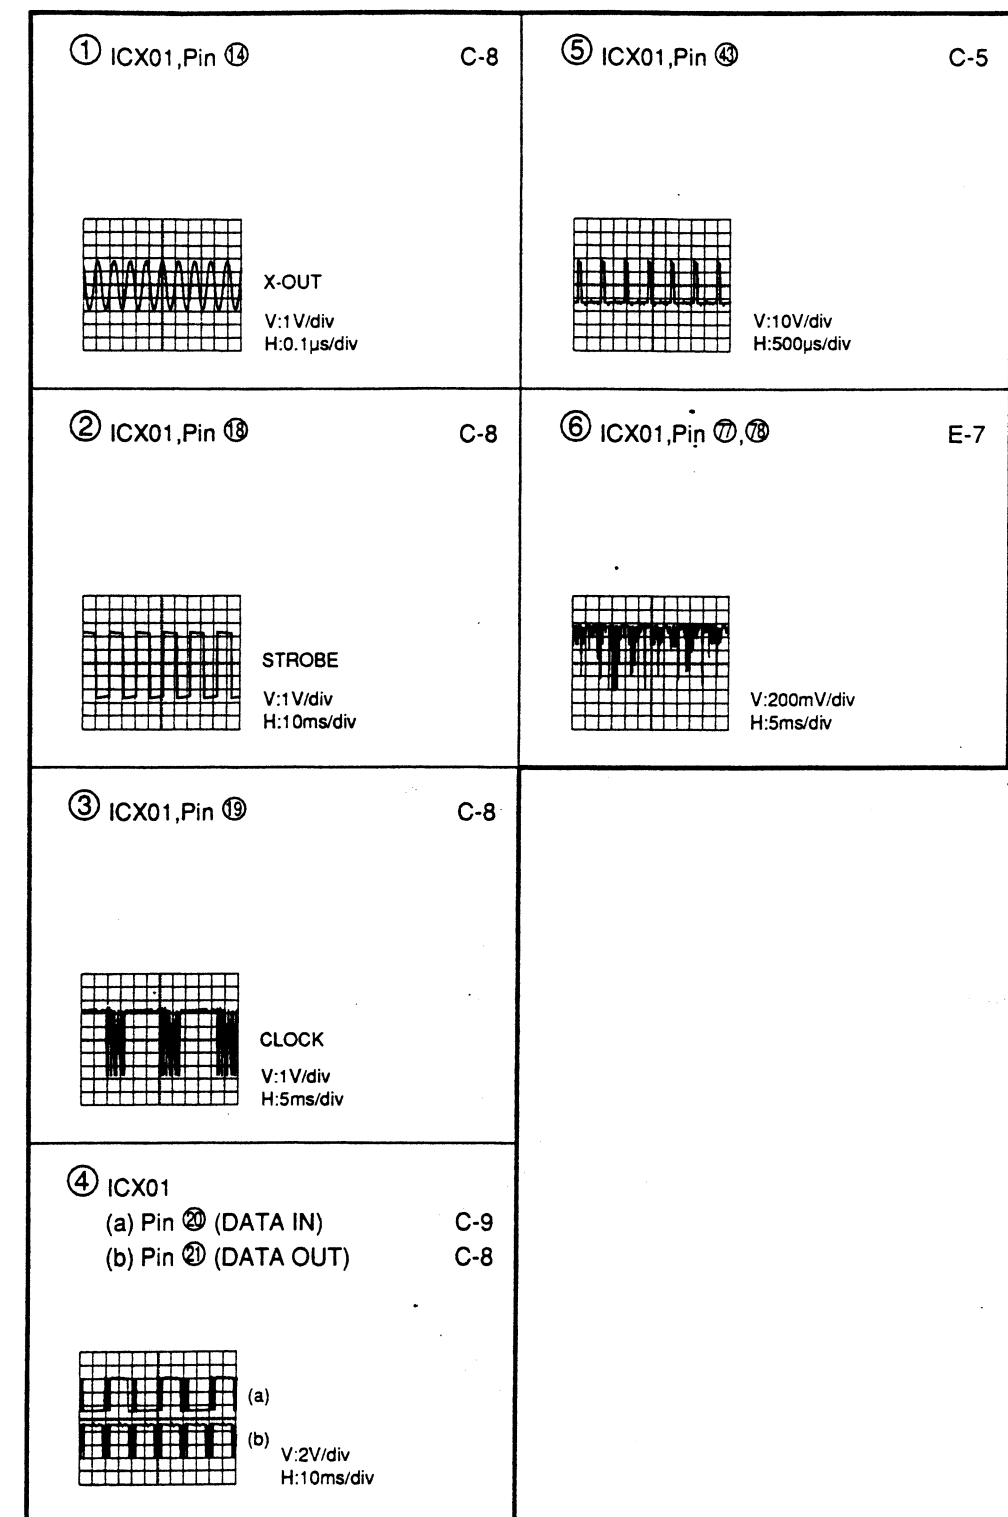 ① ICX01,Pin ⑭ C-8
X-OUT
V:1V/div
H:0.1µs/div
② ICX01,Pin ⑱ C-8
STROBE
V:1V/div
H:10ms/div
③ ICX01,Pin ⑲ C-8
CLOCK
V:1V/div
H:5ms/div
④ ICX01
(a) Pin ⑳ (DATA IN) C-9
(b) Pin ㉑ (DATA OUT) C-8
(a)
(b)
V:2V/div
H:10ms/div
⑤ ICX01,Pin ㊸ C-5
V:10V/div
H:500µs/div
⑥ ICX01,Pin 77,78 E-7
V:200mV/div
H:5ms/div